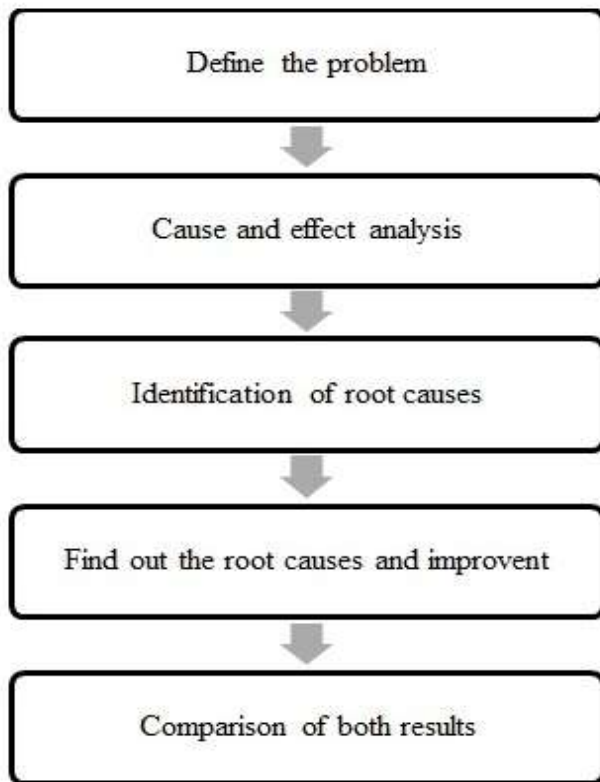 Define the problem
Cause and effect analysis
Identification of root causes
Find out the root causes and improvent
Comparison of both results